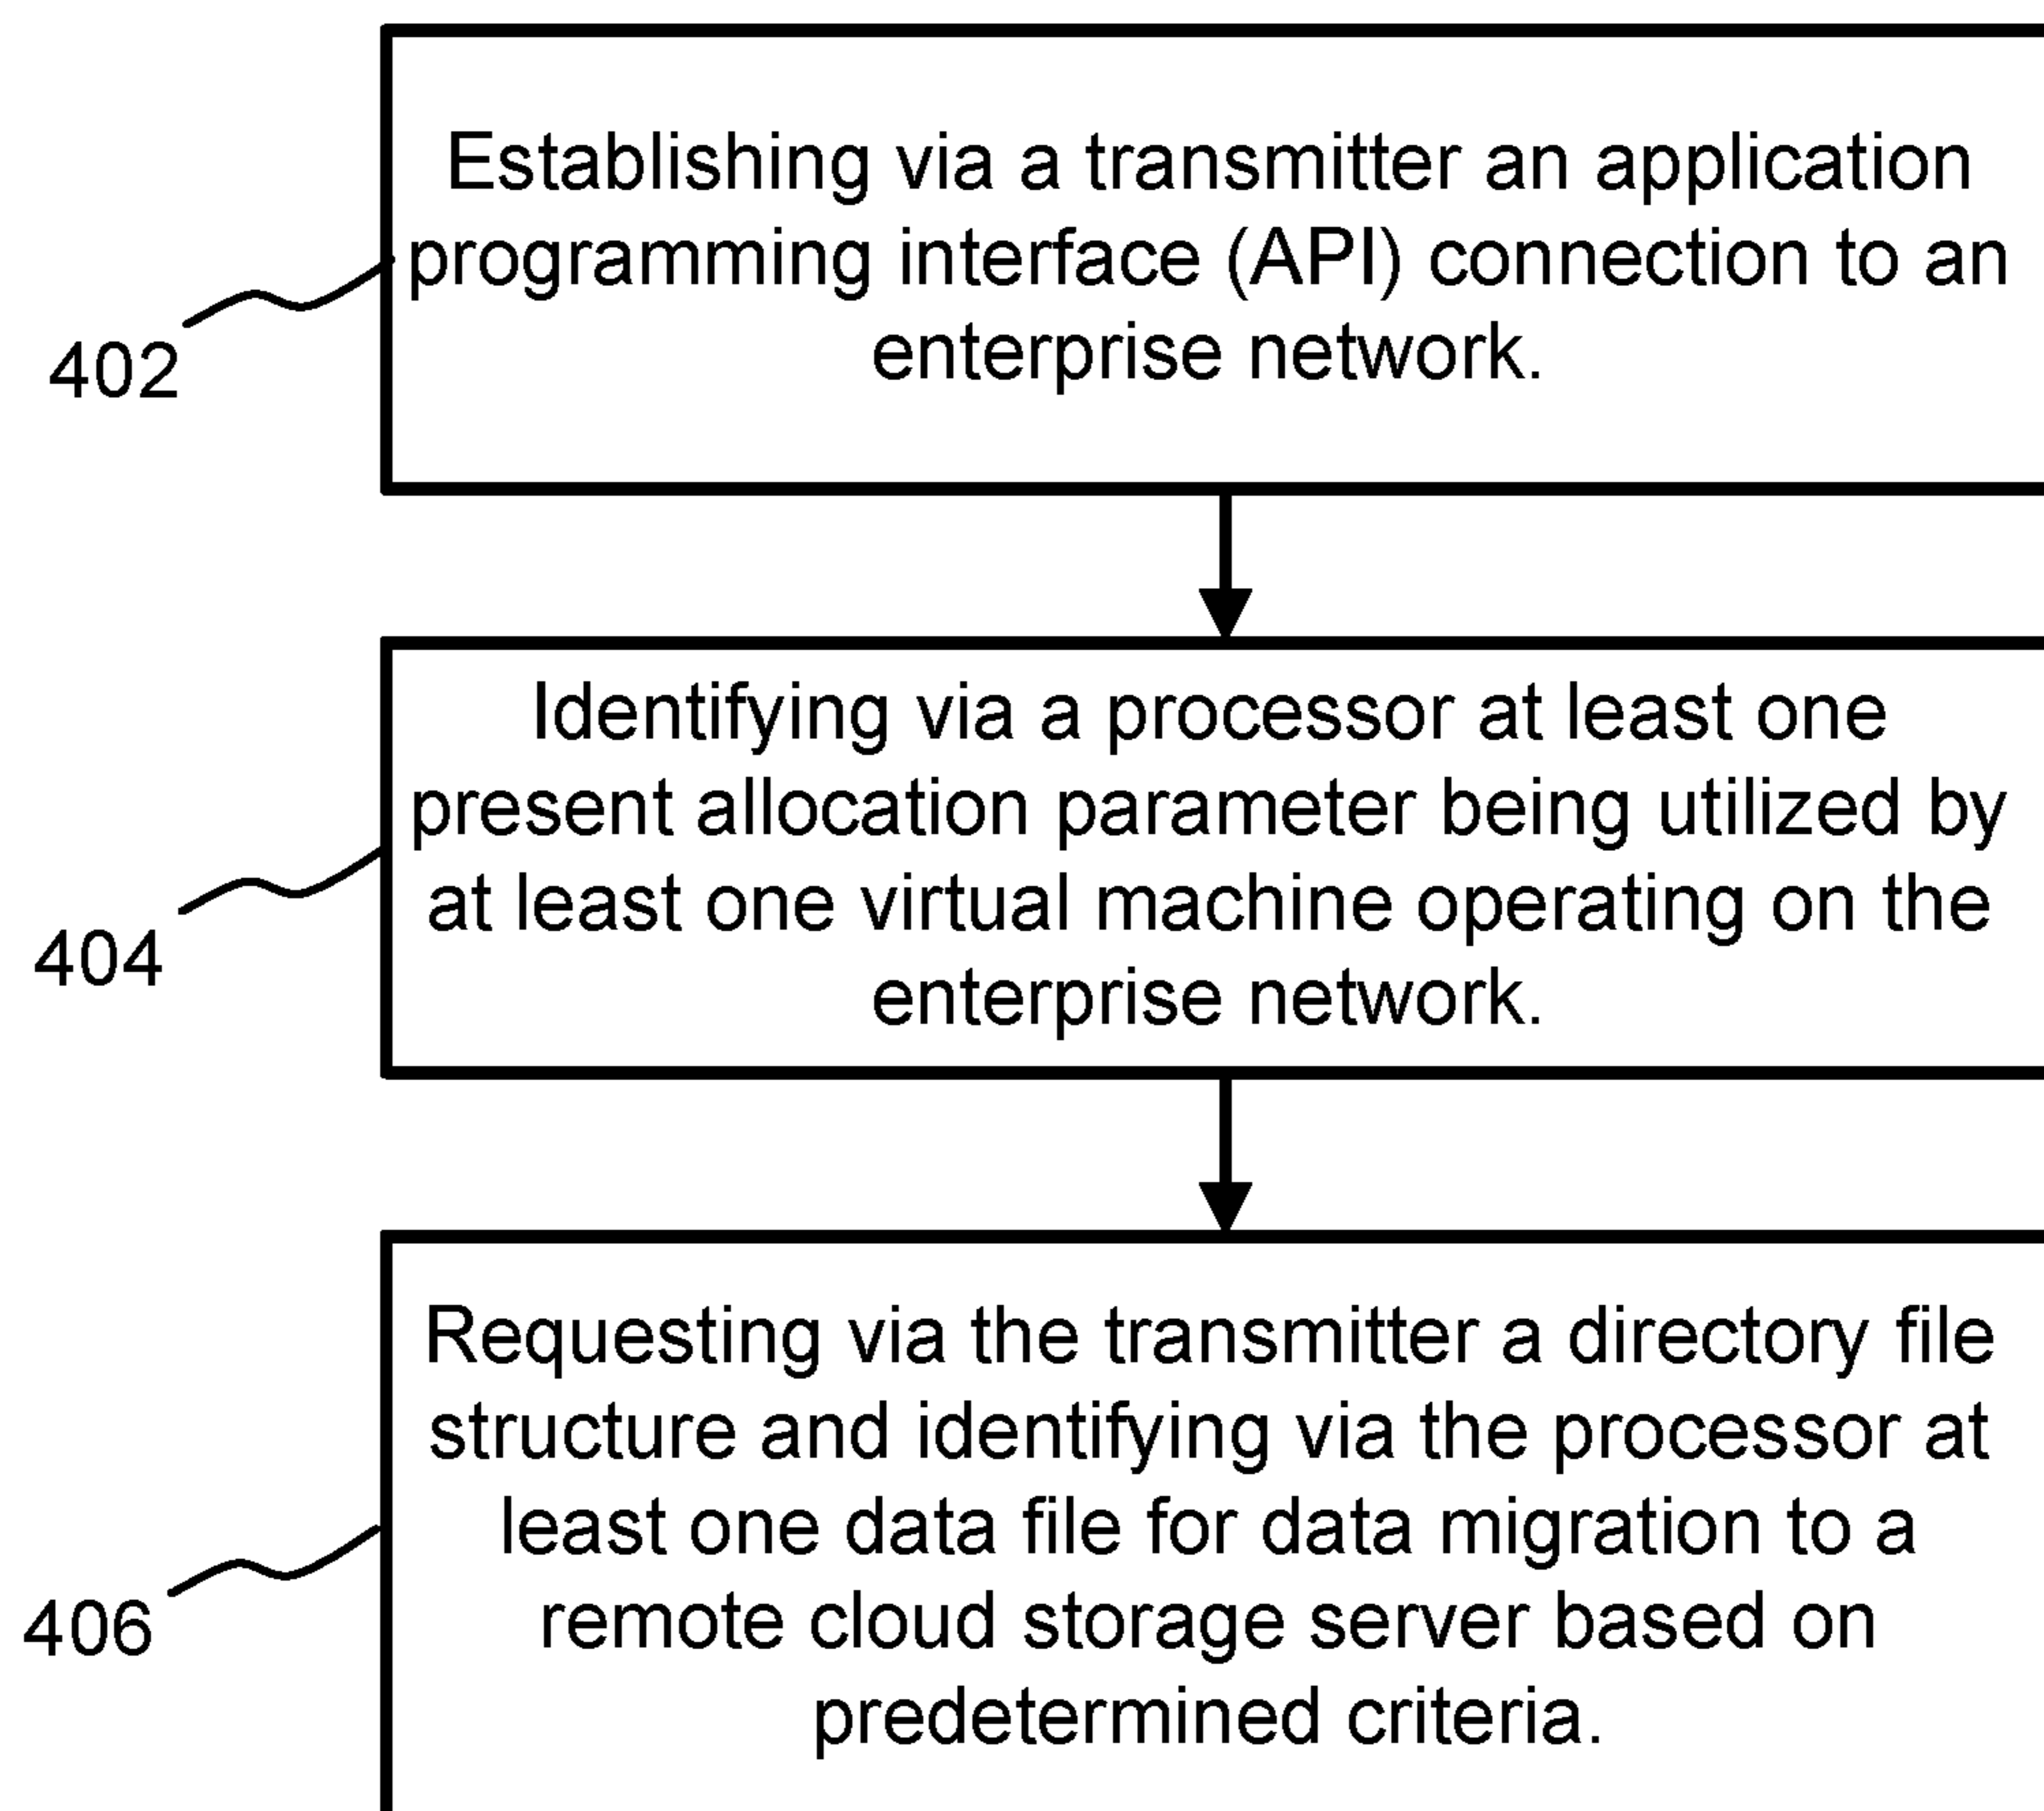 Establishing via a transmitter an application
programming interface (API) connection to an
enterprise network.
402
Identifying via a processor at least one
present allocation parameter being utilized by
at least one virtual machine operating on the
enterprise network.
404
Requesting via the transmitter a directory file
structure and identifying via the processor at
least one data file for data migration to a
remote cloud storage server based on
predetermined criteria.
406